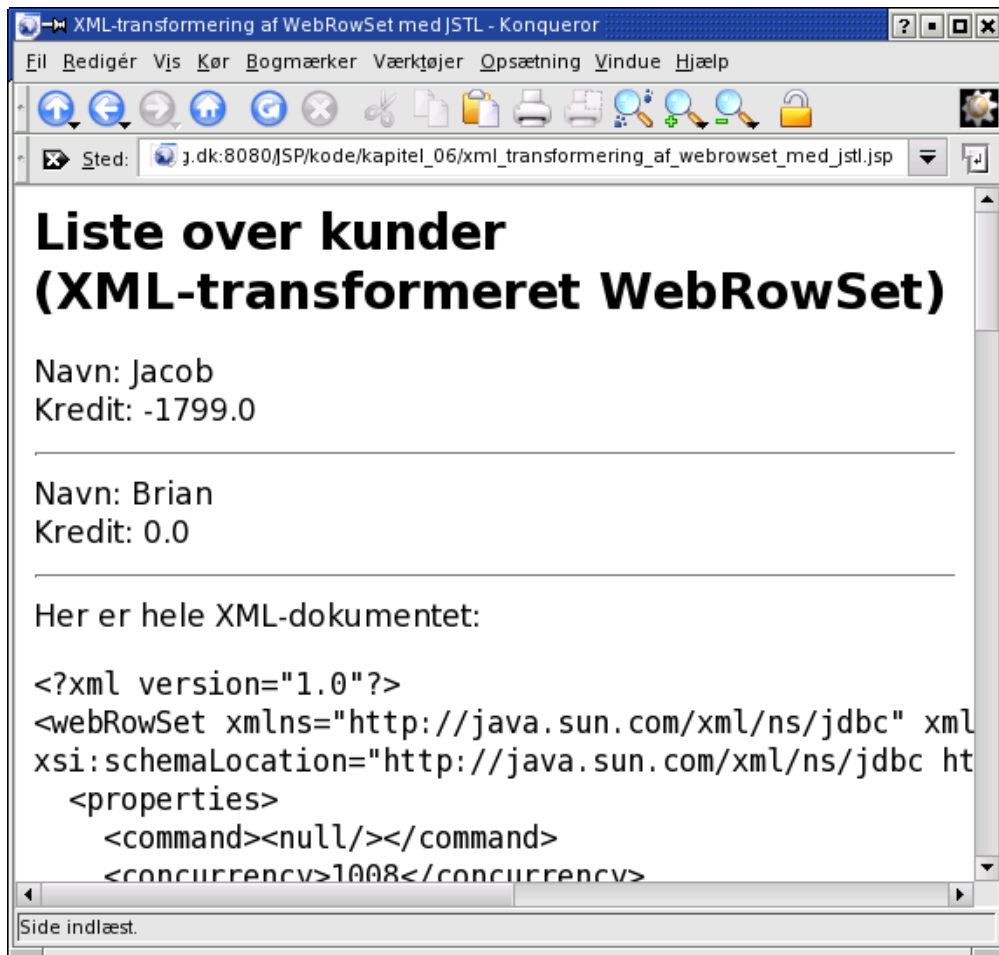 XML-transformering af WebRowSet med JSTL - Konqueror
Fil Redigér Vis Kør Bogmærker Værktøjer Opsætning Vindue Hjælp
Sted: g.dk:8080/JSP/kode/kapitel_06/xml_transformering_af_webrowset_med_jstl.jsp
Liste over kunder
(XML-transformeret WebRowSet)
Navn: Jacob
Kredit: -1799.0
Navn: Brian
Kredit: 0.0
Her er hele XML-dokumentet:
<?xml version="1.0"?>
<webRowSet xmlns="http://java.sun.com/xml/ns/jdbc" xml
xsi:schemaLocation="http://java.sun.com/xml/ns/jdbc ht
<properties>
<command><null/></command>
<concurrency>1008</concurrency>
Side indlæst.